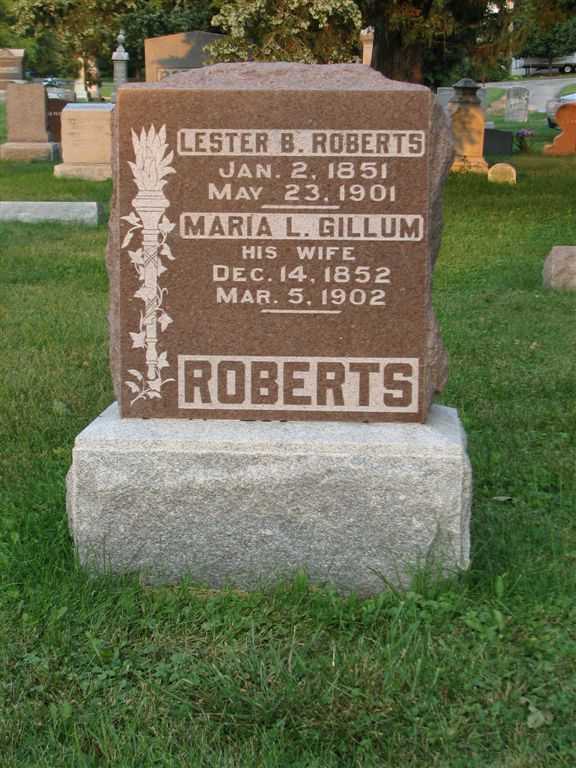 LESTER B. ROBERTS
JAN. 2, 1851
MAY 23, 1901
MARIA L. GILLUM
HIS WIFE
DEC. 14, 1852
MAR. 5, 1902
ROBERTS